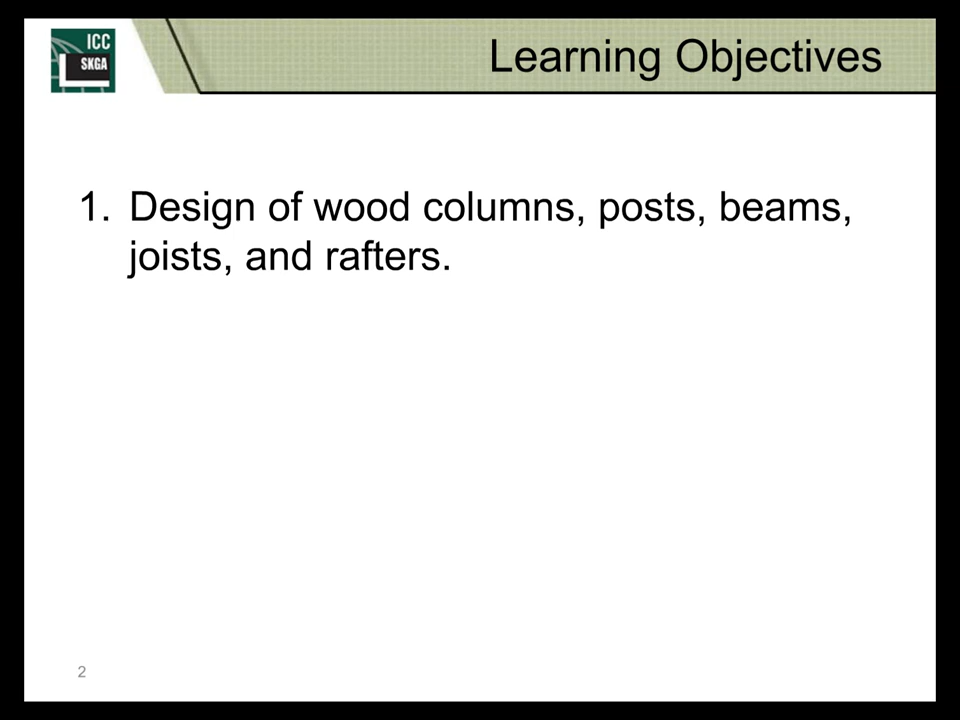 ICC
SKGA
Learning Objectives
1. Design of wood columns, posts, beams,
joists, and rafters.
2